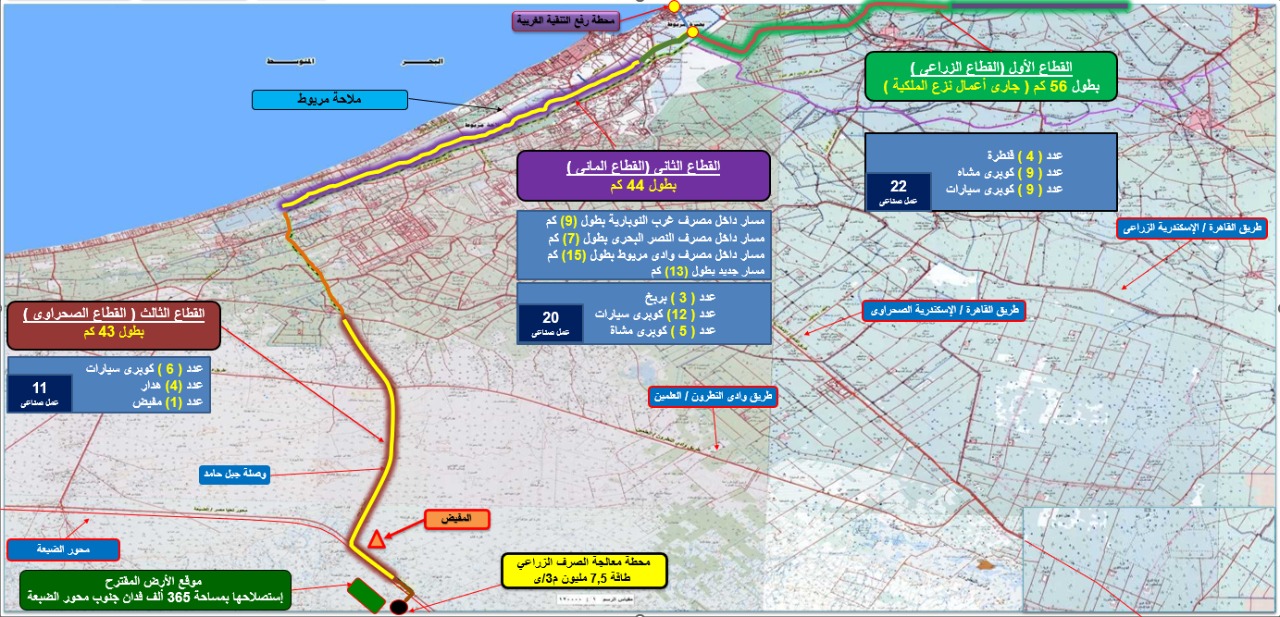 محطة رفع التنقية الغربية
البحــــر المتوســــط
ملاحة مريوط
القطاع الأول (القطاع الزراعى )
بطول 56 كم ( جارى أعمال نزع الملكية )
عدد ( 4 ) قنطرة
عدد ( 9 ) كوبرى مشاه
عدد ( 9 ) كوبرى سيارات
22
عمل صناعى
القطاع الثانى (القطاع المائى )
بطول 44 كم
مسار داخل مصرف غرب النوبارية بطول (9) كم
مسار داخل مصرف النصر البحرى بطول (7) كم
مسار داخل مصرف وادى مريوط بطول (15) كم
مسار جديد بطول (13) كم
عدد ( 3 ) بربخ
عدد (12) كوبرى سيارات
عدد ( 5 ) كوبرى مشاة
20
عمل صناعى
طريق القاهرة / الإسكندرية الزراعى
طريق القاهرة / الإسكندرية الصحراوى
القطاع الثالث ( القطاع الصحراوى )
بطول 43 كم
عدد ( 6 ) كوبرى سيارات
عدد (4) هدار
عدد (1) مفيض
11
عمل صناعى
طريق وادى النطرون / العلمين
وصلة جبل حامد
المفيض
محور الضبعة
محطة معالجة الصرف الزراعي
طاقة 7,5 مليون م3/ى
موقع الأرض المقترح
إستصلاحها بمساحة 365 ألف فدان جنوب محور الضبعة